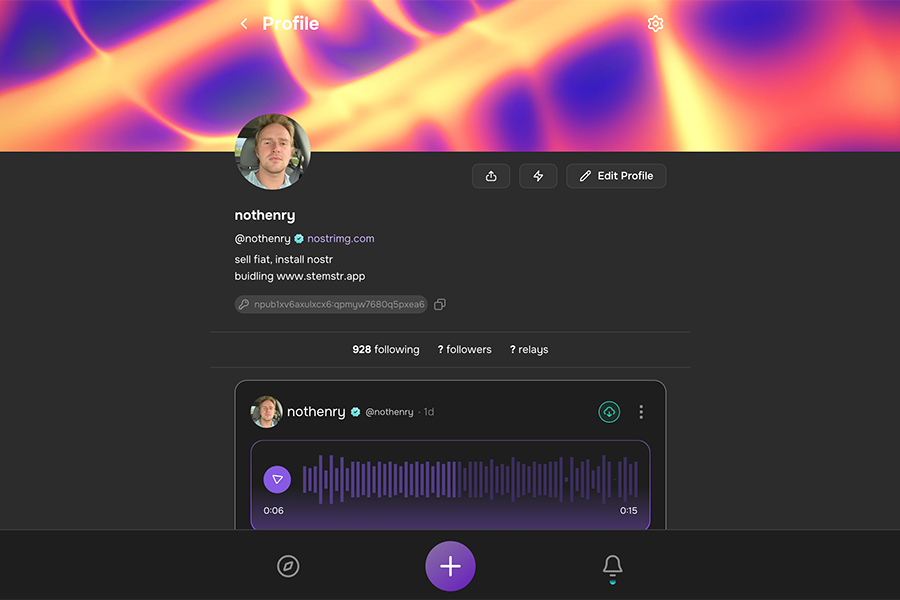 Profile
Edit Profile
nothenry
@nothenry nostrimg.com
sell fiat, install nostr
buidling www.stemstr.app
npub1xv6axulxcx6:qpmyw7680q5pxea6
928 following ? followers ? relays
nothenry @nothenry · 1d
0:06 0:15